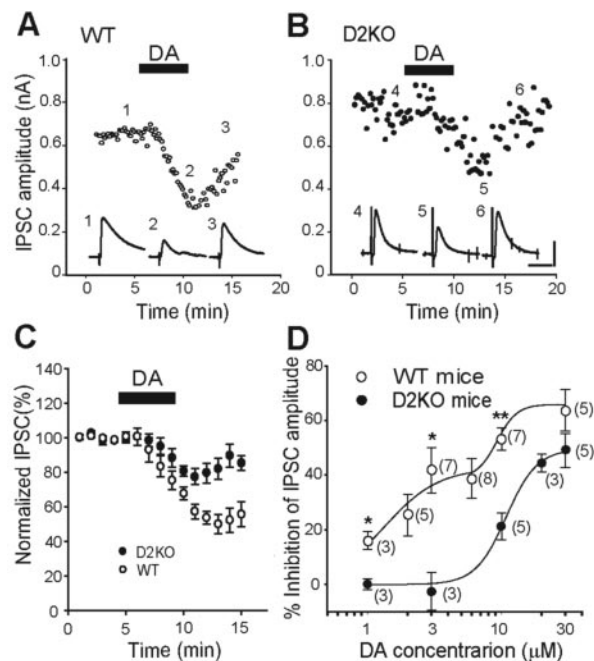 A WT
DA
IPSC amplitude (nA)
1.0
0.8
0.6
0.4
0.2
0
1
2
3
1 2 3
0 5 10 15 20
Time (min)
B D2KO
DA
1.0
0.8
0.6
0.4
0.2
0
4
5
6
4 5 6
0 5 10 15 20
Time (min)
C
DA
Normalized IPSC(%)
140
120
100
80
60
40
20
0
D2KO
WT
0 5 10 15
Time (min)
D
WT mice
D2KO mice
% Inhibition of IPSC amplitude
80
60
40
20
0
* (3)
(5)
* (7)
(8)
** (7)
(5)
(3)
(3)
(5)
(3)
(5)
1 3 10 30
DA concentrarion (µM)